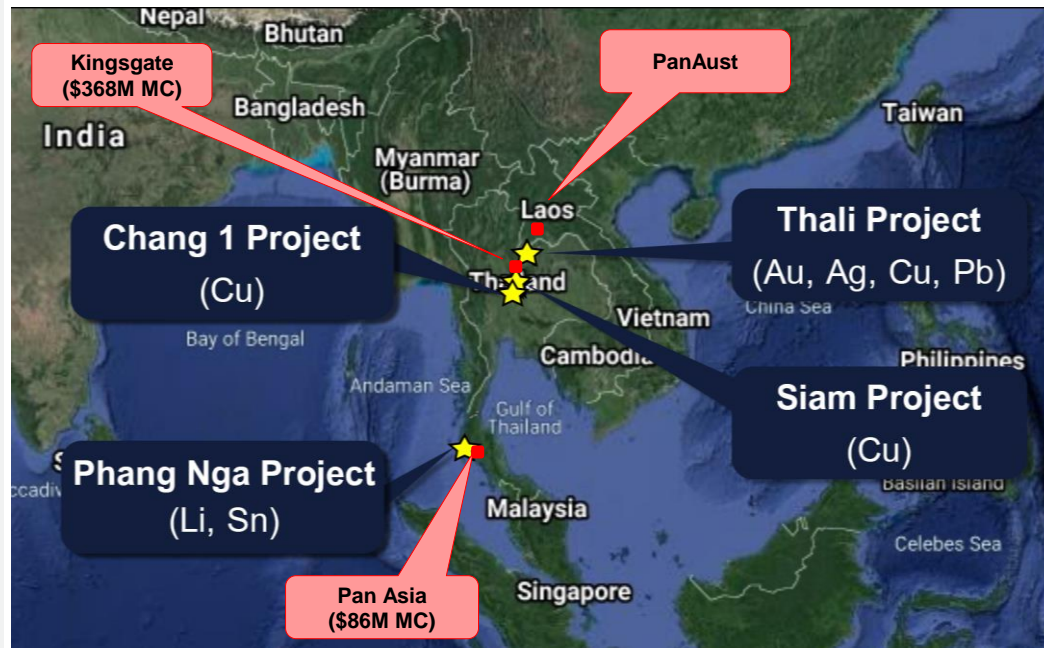 Nepal
Bhutan
Kingsgate
($368M MC)
PanAust
Bangladesh
Taiwan
India
Myanmar
(Burma)
Laos
Chang 1 Project
(Cu)
Thali Project
(Au, Ag, Cu, Pb)
Thailand
Vietnam
China Sea
Bay of Bengal
Cambodia
Philippines
Andaman Sea
Gulf of
Thailand
Siam Project
(Cu)
Phang Nga Project
(Li, Sn)
Basilan Island
Malaysia
Celebes Sea
Pan Asia
($86M MC)
Singapore